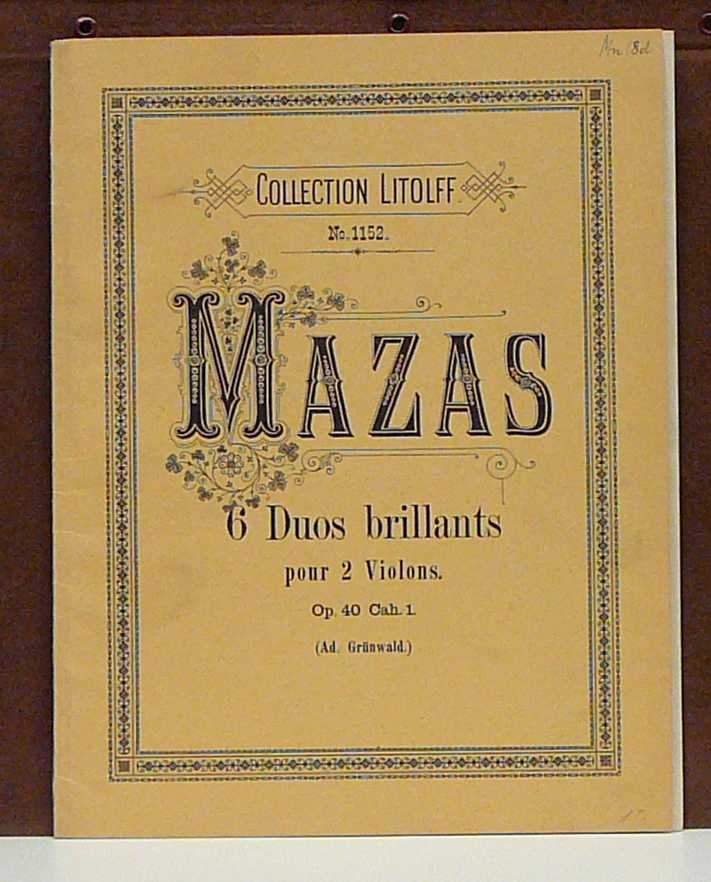 COLLECTION LITOLFF.
No. 1152.
MAZAS
6 Duos brillants
pour 2 Violons.
Op. 40 Cah. 1.
(Ad. Grünwald.)